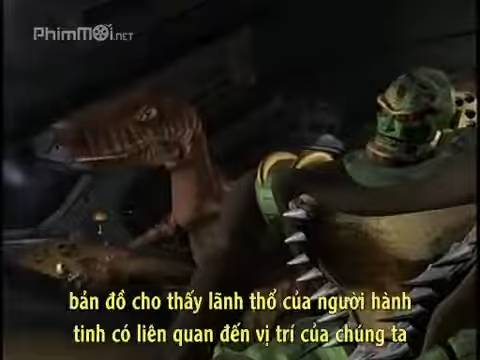 PhimMoi.NET
bản đồ cho thấy lãnh thổ của người hành
tinh có liên quan đến vị trí của chúng ta